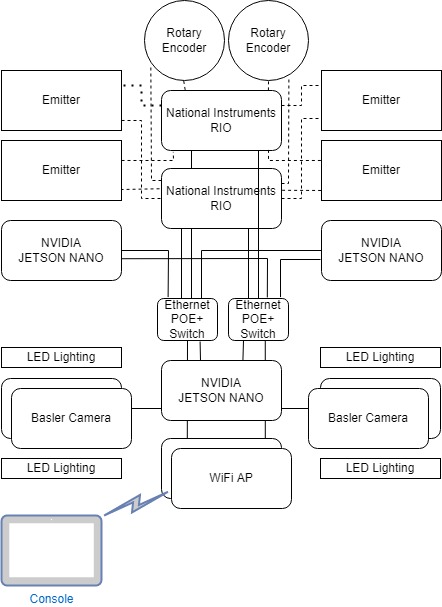 Rotary
Encoder
Rotary
Encoder
Emitter
National Instruments
RIO
Emitter
Emitter
National Instruments
RIO
Emitter
NVIDIA
JETSON NANO
NVIDIA
JETSON NANO
Ethernet
POE+
Switch
Ethernet
POE+
Switch
LED Lighting
LED Lighting
NVIDIA
JETSON NANO
Basler Camera
Basler Camera
LED Lighting
LED Lighting
WiFi AP
Console